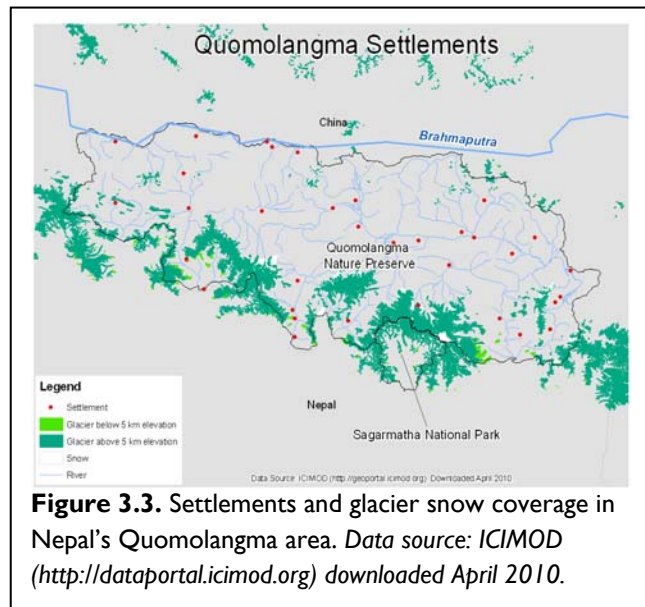 Quomolangma Settlements
China
Brahmaputra
Quomolangma
Nature Preserve
Legend
Settlement
Glacier below 5 km elevation
Glacier above 5 km elevation
Snow
River
Nepal
Sagarmatha National Park
Data Source: ICIMOD (http://geoportal.icimod.org) Downloaded April 2010
Figure 3.3. Settlements and glacier snow coverage in
Nepal's Quomolangma area. Data source: ICIMOD
(http://dataportal.icimod.org) downloaded April 2010.